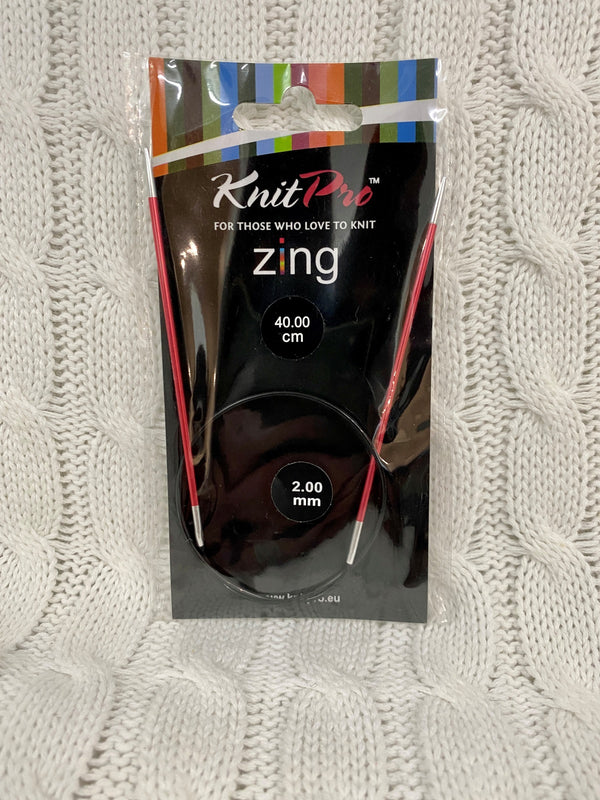 KnitPro™
FOR THOSE WHO LOVE TO KNIT
zing
40.00
cm
2.00
mm